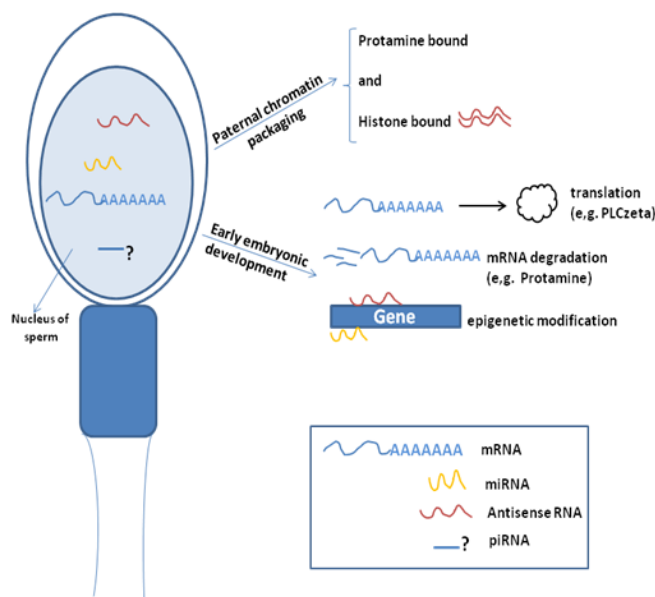 Protamine bound
and
Histone bound
Paternal chromatin
packaging
AAAAAAA
?
Nucleus of
sperm
Early embryonic
development
AAAAAAA
translation
(e,g. PLCzeta)
AAAAAAA
mRNA degradation
(e,g. Protamine)
Gene
epigenetic modification
AAAAAAA mRNA
miRNA
Antisense RNA
? piRNA